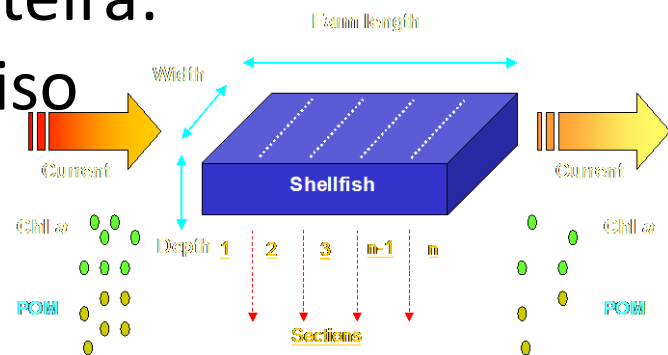 teira.
iso
Farm length
Width
Current
Current
Shellfish
Chl a
Chl a
Depth
1 2 3 n-1 n
POM
POM
Sections